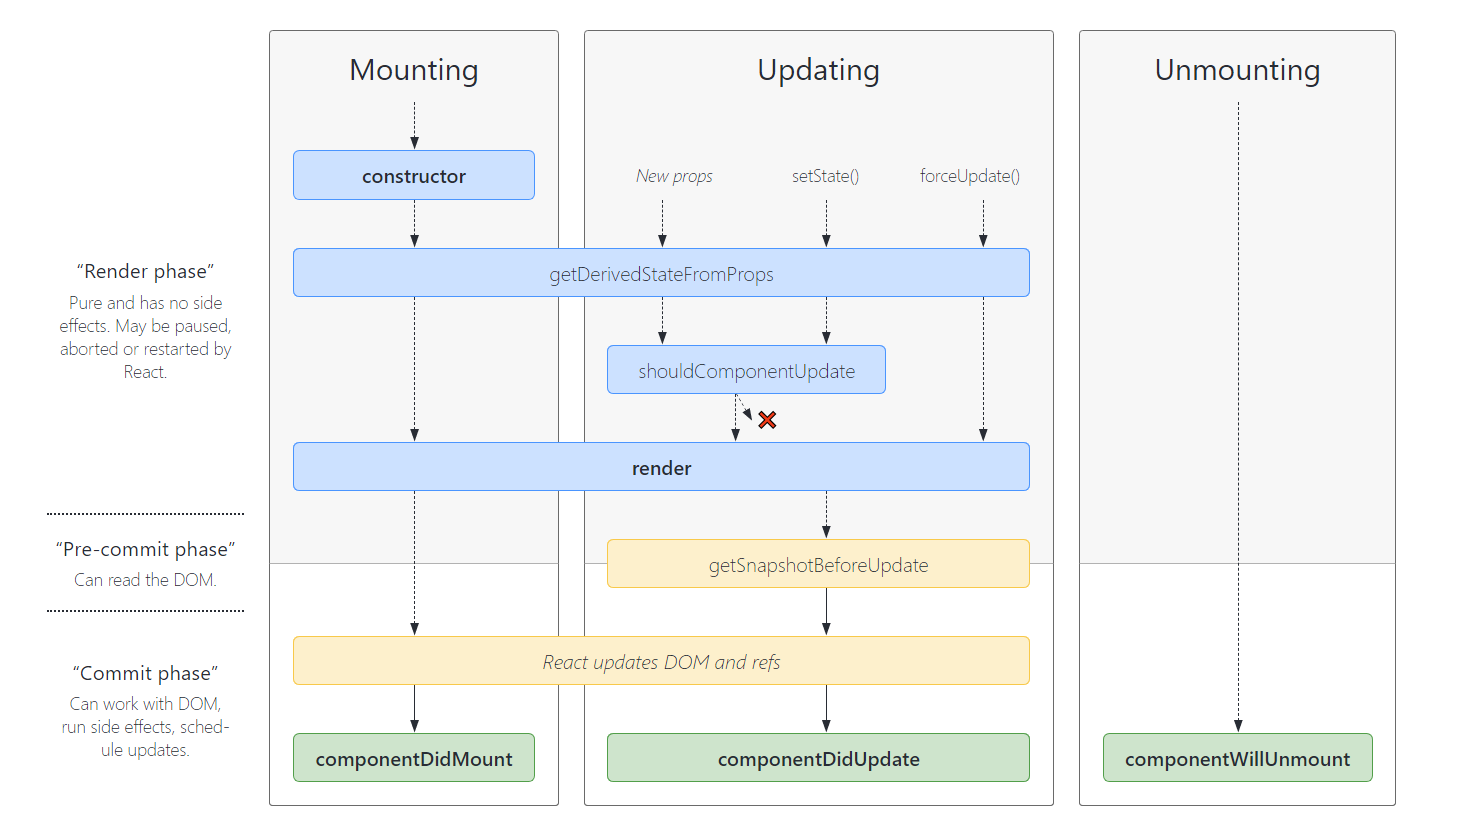 Mounting
Updating
Unmounting
constructor
New props
setState()
forceUpdate()
“Render phase”
Pure and has no side
effects. May be paused,
aborted or restarted by
React.
getDerivedStateFromProps
shouldComponentUpdate
render
“Pre-commit phase”
Can read the DOM.
getSnapshotBeforeUpdate
“Commit phase”
Can work with DOM,
run side effects, sched-
ule updates.
React updates DOM and refs
componentDidMount
componentDidUpdate
componentWillUnmount